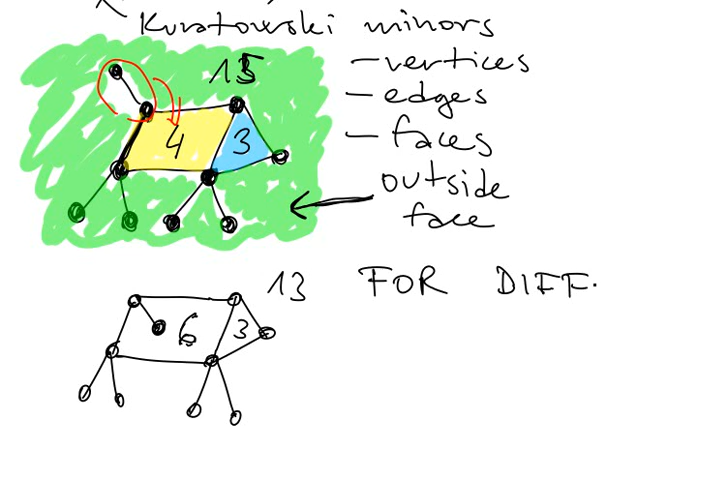 Kuratowski minors
15
- vertices
- edges
- faces
4
3
outside
face
13 FOR DIFF.
6
3